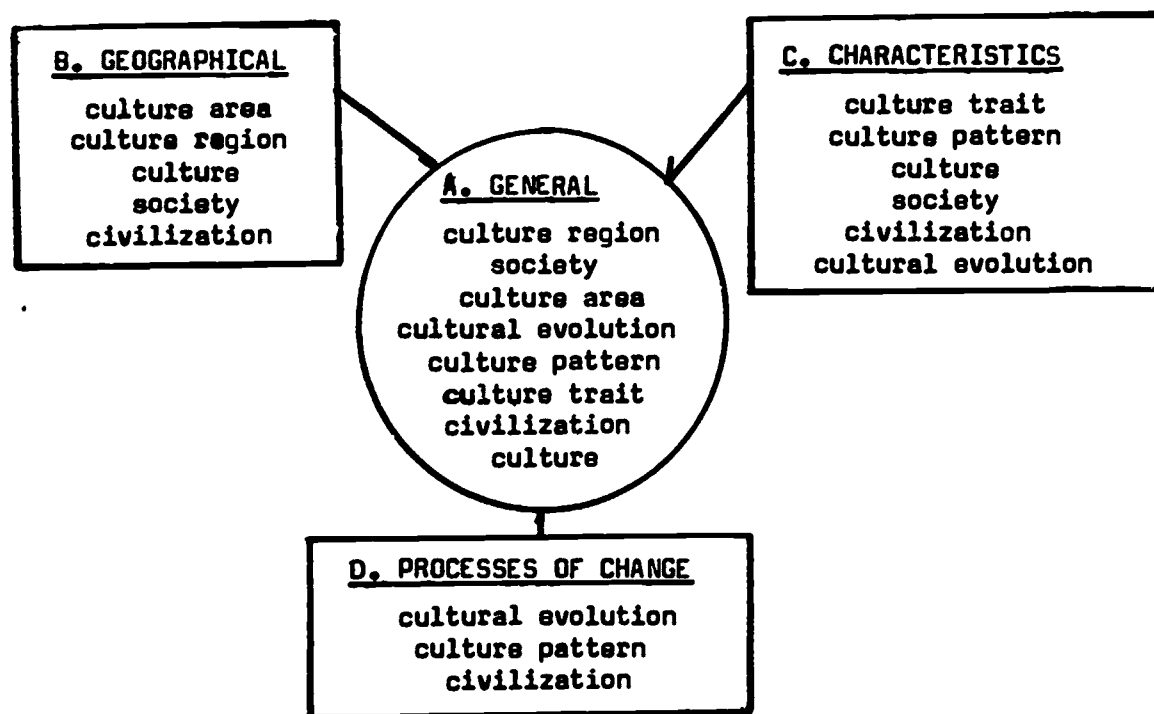 B. GEOGRAPHICAL
culture area
culture region
culture
society
civilization
C. CHARACTERISTICS
culture trait
culture pattern
culture
society
civilization
cultural evolution
A. GENERAL
culture region
society
culture area
cultural evolution
culture pattern
culture trait
civilization
culture
D. PROCESSES OF CHANGE
cultural evolution
culture pattern
civilization